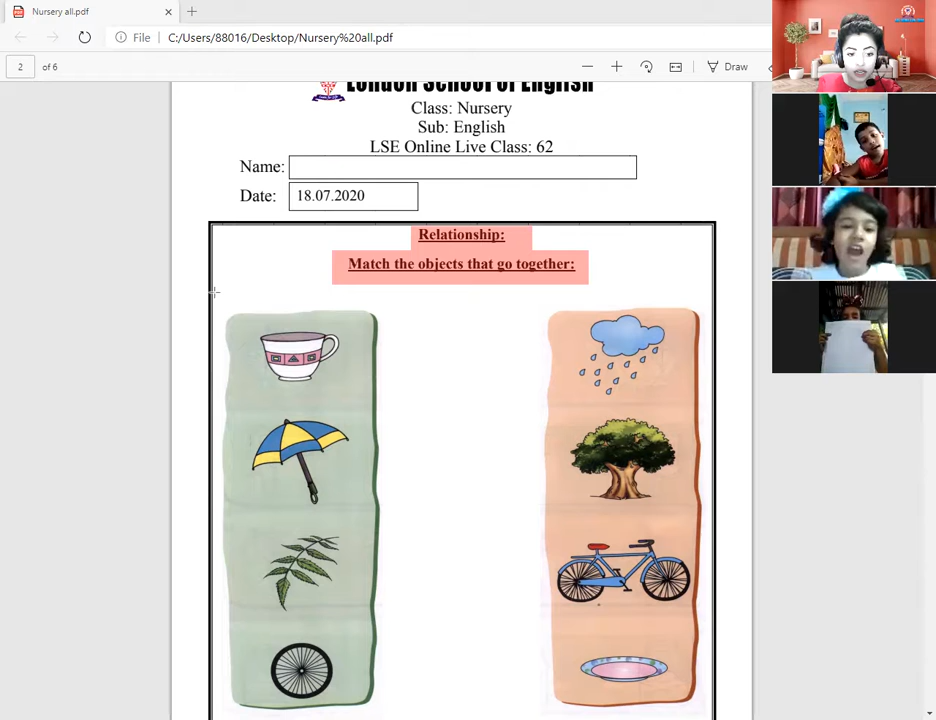 Nursery all.pdf
File
C:/Users/88016/Desktop/Nursery%20all.pdf
2 of 6
Draw
London School of English
Class: Nursery
Sub: English
LSE Online Live Class: 62
Name:
Date: 18.07.2020
Relationship:
Match the objects that go together: